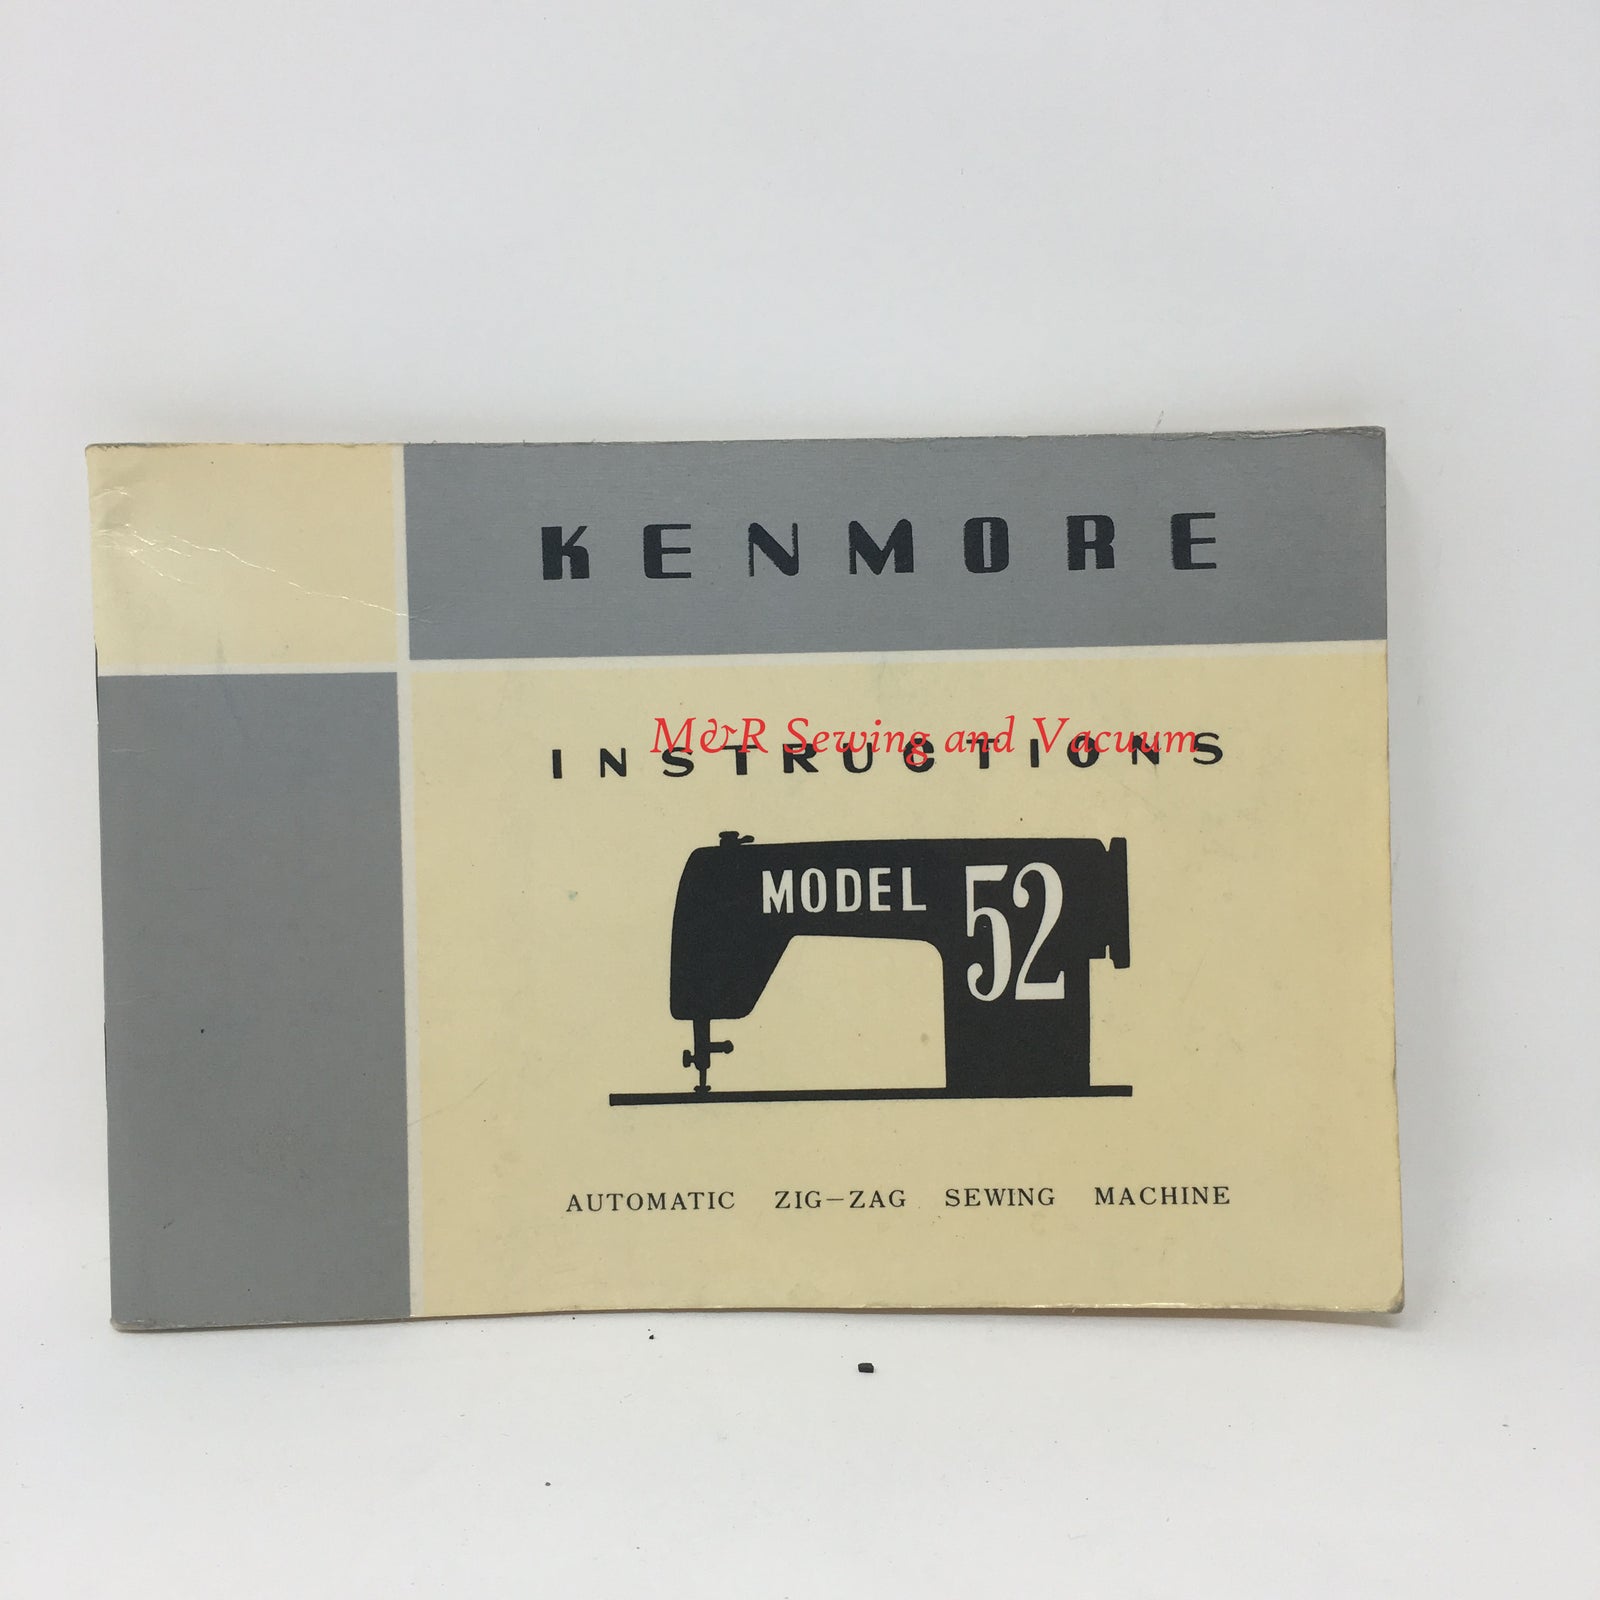 KENMORE
M&R Sewing and Vacuum
INSTRUCTIONS
MODEL 52
AUTOMATIC ZIG-ZAG SEWING MACHINE